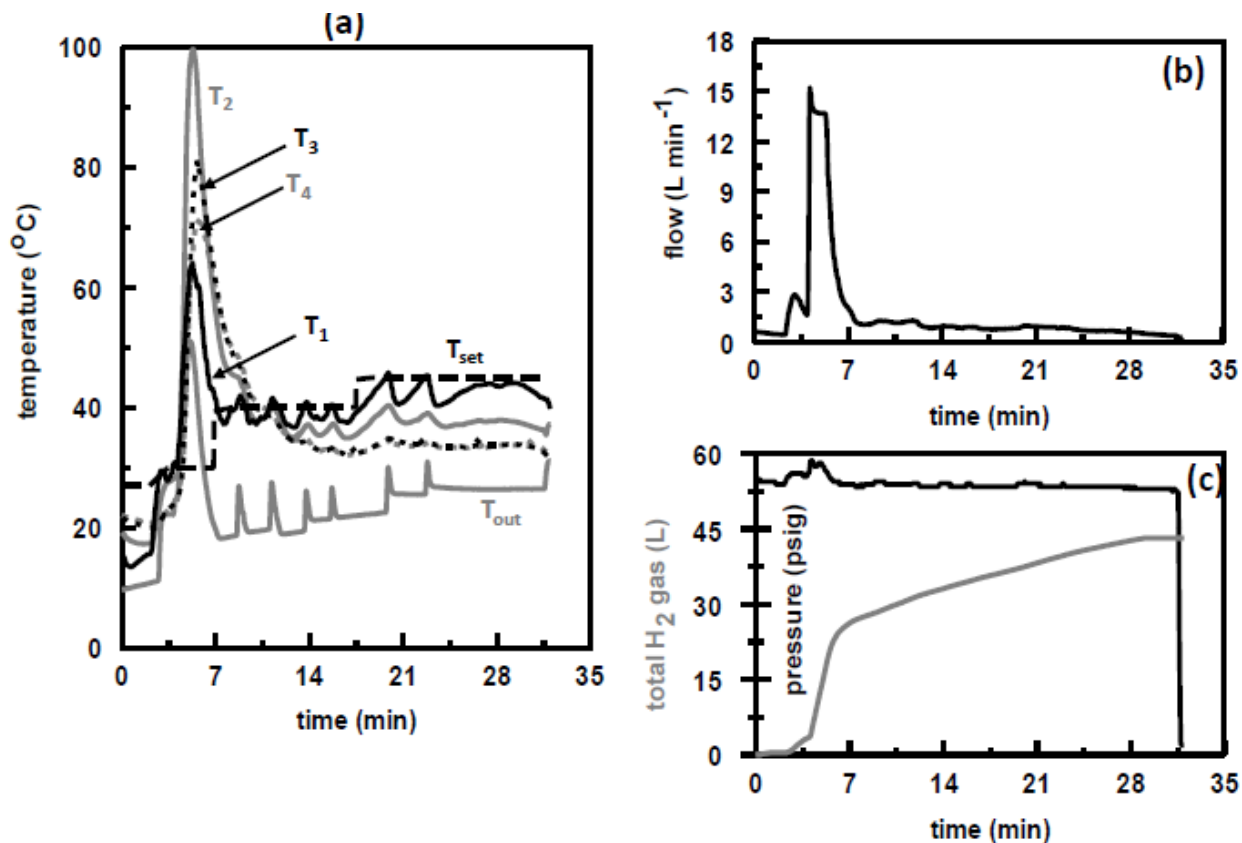 (a)
100
80
60
40
20
0
temperature (°C)
T2
T3
T4
T1
Tset
Tout
0 7 14 21 28 35
time (min)
(b)
18
15
12
9
6
3
0
flow (L min⁻¹)
0 7 14 21 28 35
time (min)
(c)
60
45
30
15
0
total H₂ gas (L)
pressure (psig)
0 7 14 21 28 35
time (min)